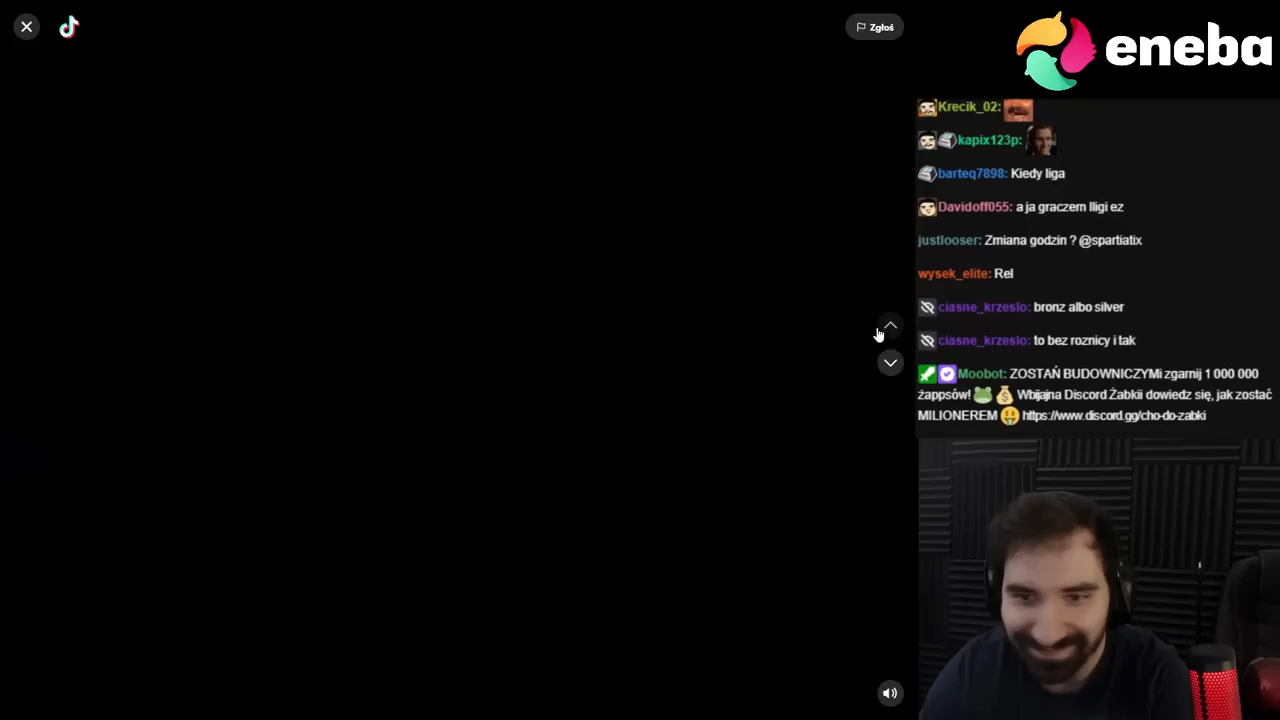 Zgłoś
eneba
Krecik_02:
kapix123p:
barteq7898: Kiedy liga
Davidoff055: a ja graczem lligi ez
justlooser: Zmiana godzin ? @spartiatix
wysek_elite: Rel
ciasne_krzeslo: bronz albo silver
ciasne_krzeslo: to bez roznicy i tak
Moobot: ZOSTAŃ BUDOWNICZYMi zgarnij 1 000 000
żappsów! 🐸 💰 Wbijajna Discord Żabkii dowiedz się, jak zostać
MILIONEREM 🤑 https://www.discord.gg/cho-do-zabki